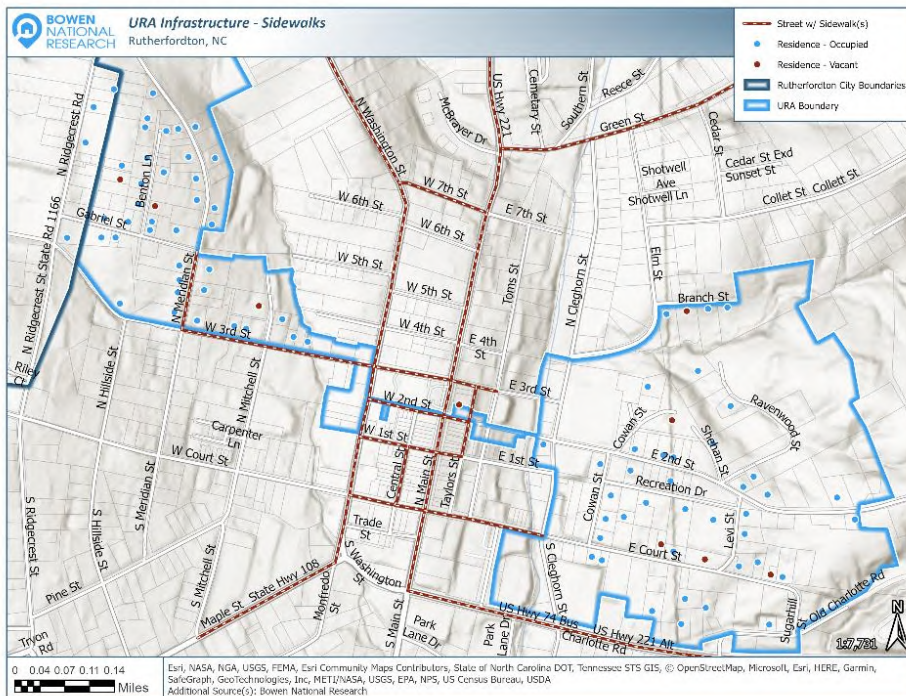 BOWEN
NATIONAL
RESEARCH
URA Infrastructure - Sidewalks
Rutherfordton, NC
Street w/ Sidewalk(s)
Residence - Occupied
Residence - Vacant
Rutherfordton City Boundaries
URA Boundary
N Ridgecrest Rd
N Washington St
McBrayer Dr
US Hwy 221
Cemetary St
Southern St
Reece St
Green St
Cedar St
Cedar St Exd
Sunset St
Shotwell
Ave
Shotwell Ln
Collet St
Collett St
Benton Ln
Gabriel St
W 7th St
E 7th St
W 6th St
W 6th St
W 5th St
W 5th St
Toms St
N Cleghorn St
Elm St
Branch St
N Ridgecrest St State Rd 1166
N Meridian St
W 4th St
E 4th
St
W 3rd St
E 3rd St
Riley
Ct
N Hillside St
N Mitchell St
W 2nd St
Carpenter
Ln
W 1st St
E 1st St
Cowan St
E 2nd St
Shehan St
Ravenwood St
W Court St
Central St
N Main St
Taylors St
Recreation Dr
Cowan St
Levi St
S Ridgecrest St
S Hillside St
S Meridian St
Trade
St
S Washington
St
S Cleghorn St
E Court St
Pine St
S Mitchell St
Maple St
State Hwy 108
Monfredo
St
S Main St
Park
Lane Dr
Park
Lane Dr
US Hwy 74 Bus
Charlotte Rd
US Hwy 221 Alt
Sugarhill
St
Old Charlotte Rd
Tryon
Rd
N
1:7,731
0 0.04 0.07 0.11 0.14
Miles
Esri, NASA, NGA, USGS, FEMA, Esri Community Maps Contributors, State of North Carolina DOT, Tennessee STS GIS, © OpenStreetMap, Microsoft, Esri, HERE, Garmin,
SafeGraph, GeoTechnologies, Inc, METI/NASA, USGS, EPA, NPS, US Census Bureau, USDA
Additional Source(s): Bowen National Research